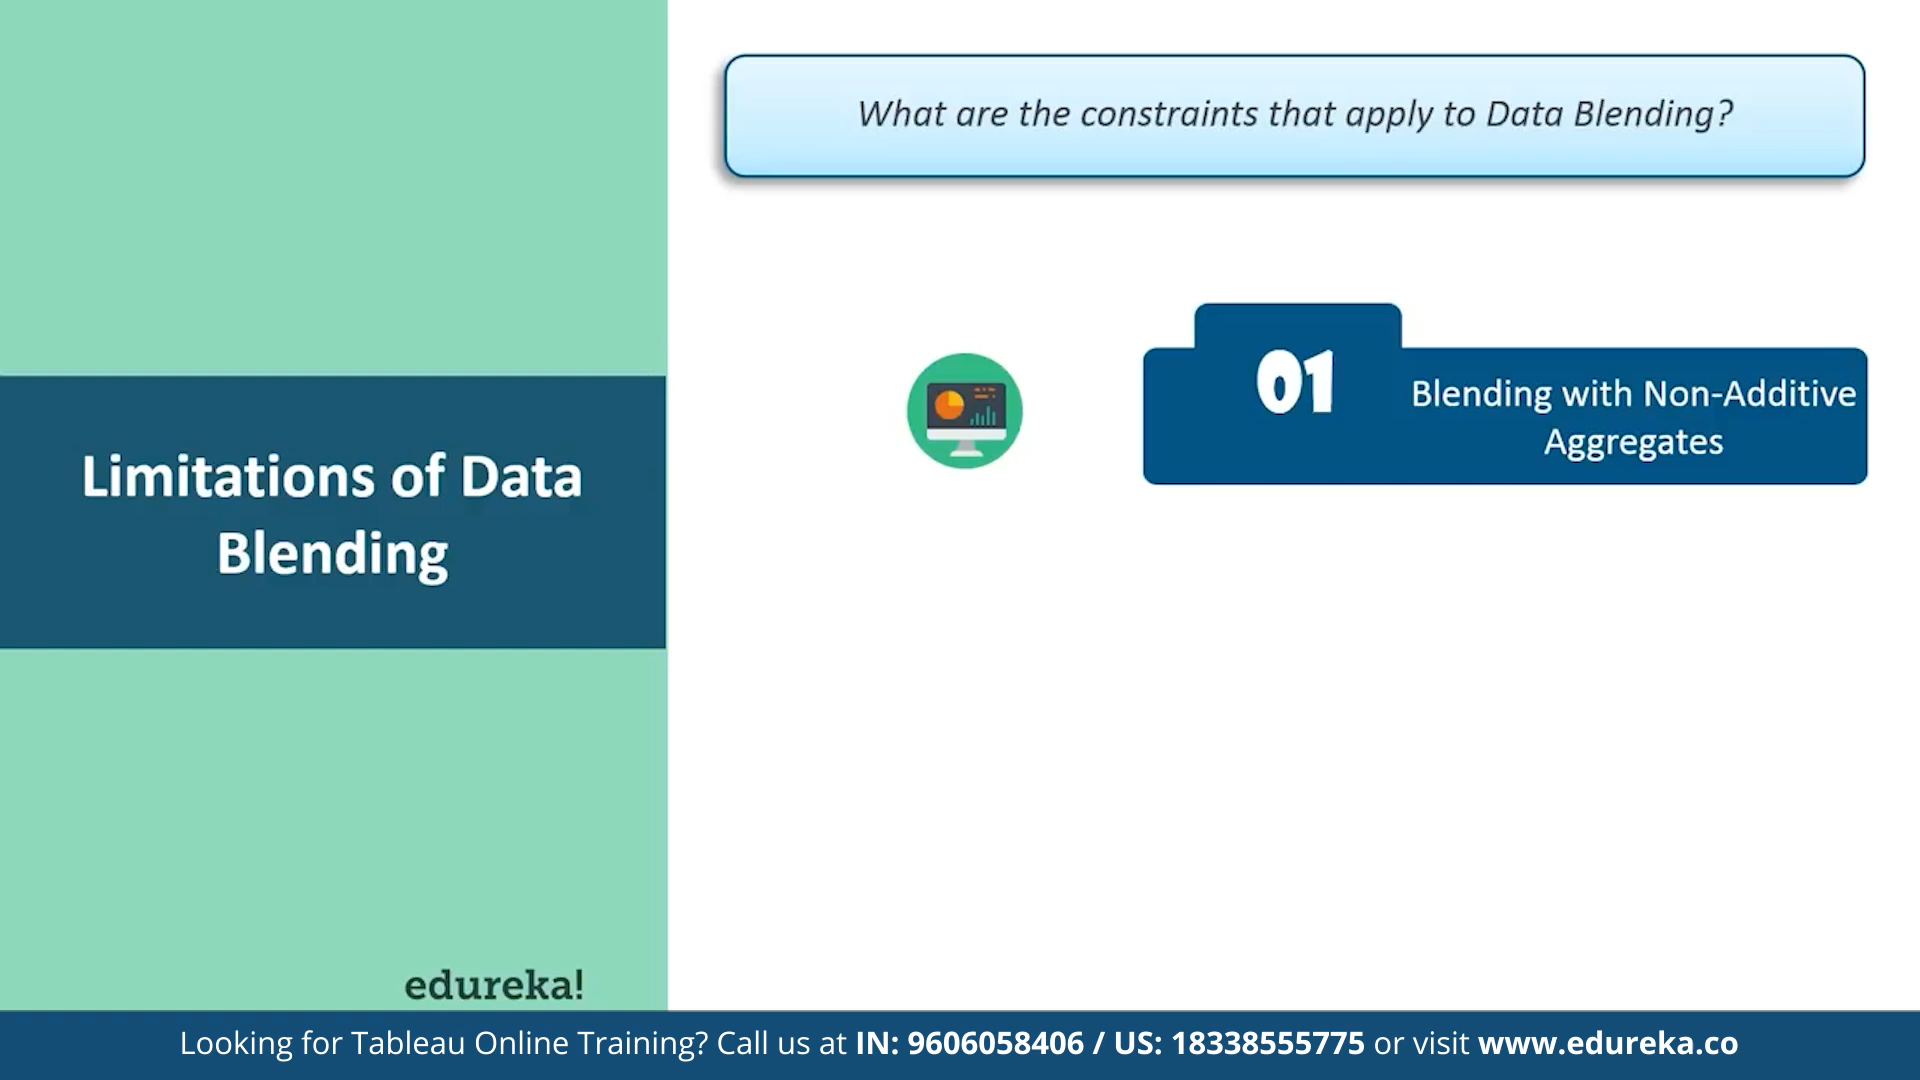 What are the constraints that apply to Data Blending?
01
Blending with Non-Additive
Aggregates
Limitations of Data
Blending
edureka!
Looking for Tableau Online Training? Call us at IN: 9606058406 / US: 18338555775 or visit www.edureka.co